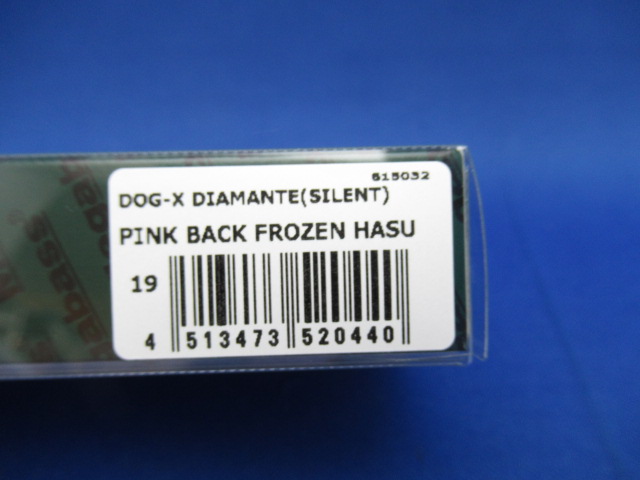 615032
DOG-X DIAMANTE(SILENT)
PINK BACK FROZEN HASU
19
4 513473 520440